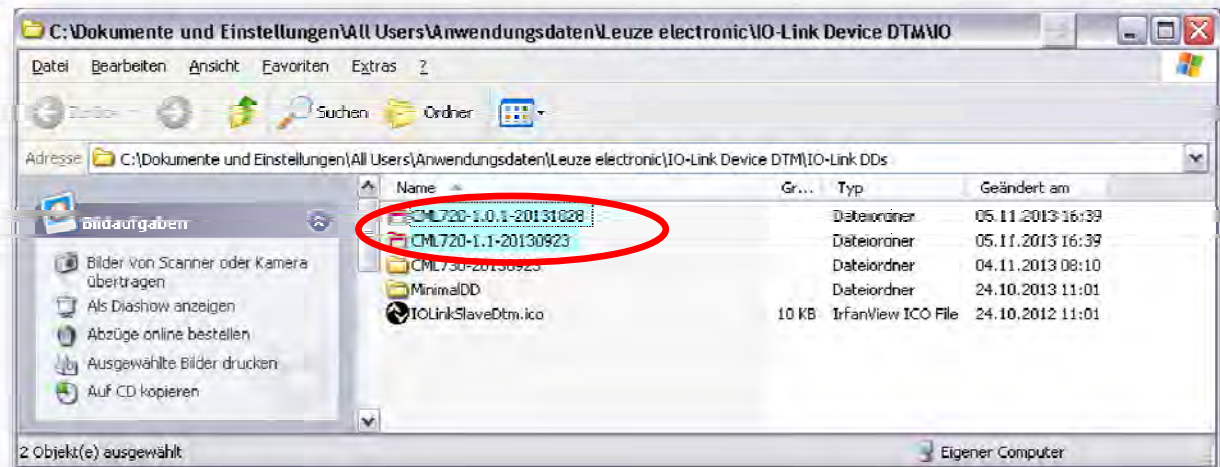 C:\Dokumente und Einstellungen\All Users\Anwendungsdaten\Leuze electronic\IO-Link Device DTM\IO
Datei Bearbeiten Ansicht Favoriten Extras ?
Suchen Ordner
Adresse C:\Dokumente und Einstellungen\All Users\Anwendungsdaten\Leuze electronic\IO-Link Device DTM\IO-Link DDs
Name Gr... Typ Geändert am
Bildaufgaben
CML720-1.0.1-20131028 Dateiordner 05.11.2013 16:39
CML720-1.1-20130923 Dateiordner 05.11.2013 16:39
CML730-20130923 Dateiordner 04.11.2013 08:10
MinimalDD Dateiordner 24.10.2013 11:01
IOLinkSlaveDtm.ico 10 KB IrfanView ICO File 24.10.2012 11:01
Bilder von Scanner oder Kamera
übertragen
Als Diashow anzeigen
Abzüge online bestellen
Ausgewählte Bilder drucken
Auf CD kopieren
2 Objekt(e) ausgewählt Eigener Computer